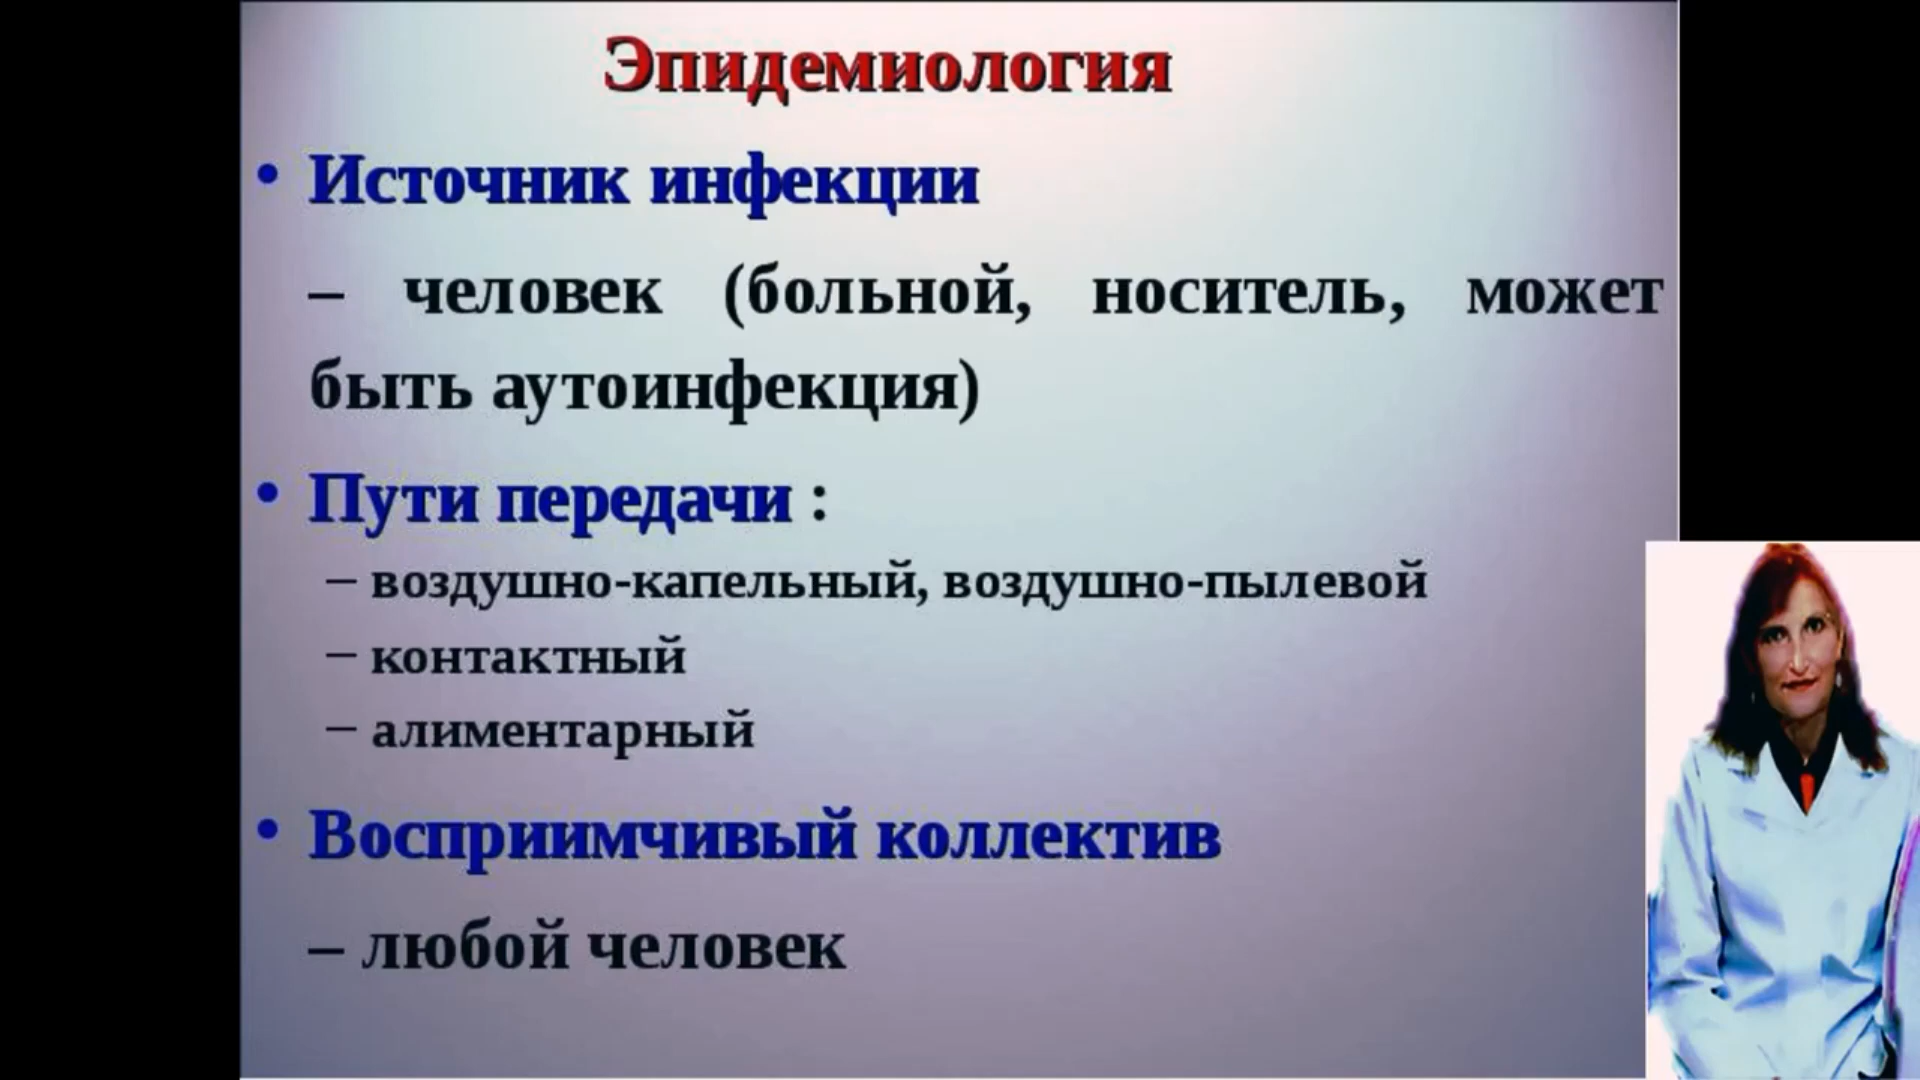 Эпидемиология
• Источник инфекции
– человек (больной, носитель, может
быть аутоинфекция)
• Пути передачи :
– воздушно-капельный, воздушно-пылевой
– контактный
– алиментарный
• Восприимчивый коллектив
– любой человек